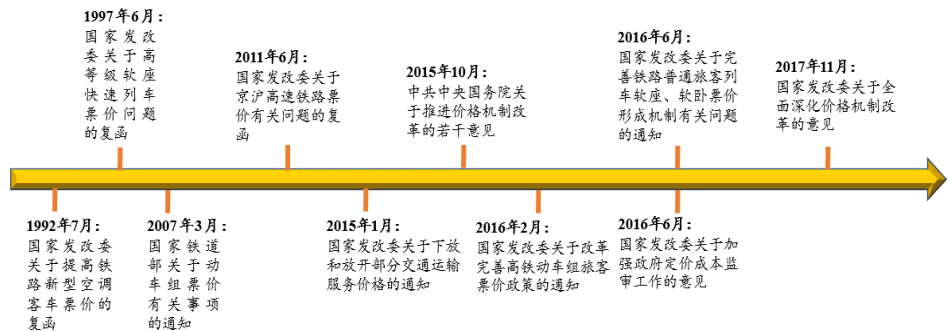 1997年6月：
国家发改
委关于高
等级软座
快速列车
票价问题
的复函
2011年6月：
国家发改委关于
京沪高速铁路票
价有关问题的复
函
2015年10月：
中共中央国务院关
于推进价格机制改
革的若干意见
2016年6月：
国家发改委关于完
善铁路普通旅客列
车软座、软卧票价
形成机制有关问题
的通知
2017年11月：
国家发改委关于全
面深化价格机制改
革的意见
1992年7月：
国家发改委
关于提高铁
路新型空调
客车票价的
复函
2007年3月：
国家铁道
部关于动
车组票价
有关事项
的通知
2015年1月：
国家发改委关于下放
和放开部分交通运输
服务价格的通知
2016年2月：
国家发改委关于改革
完善高铁动车组旅客
票价政策的通知
2016年6月：
国家发改委关于加
强政府定价成本监
审工作的意见